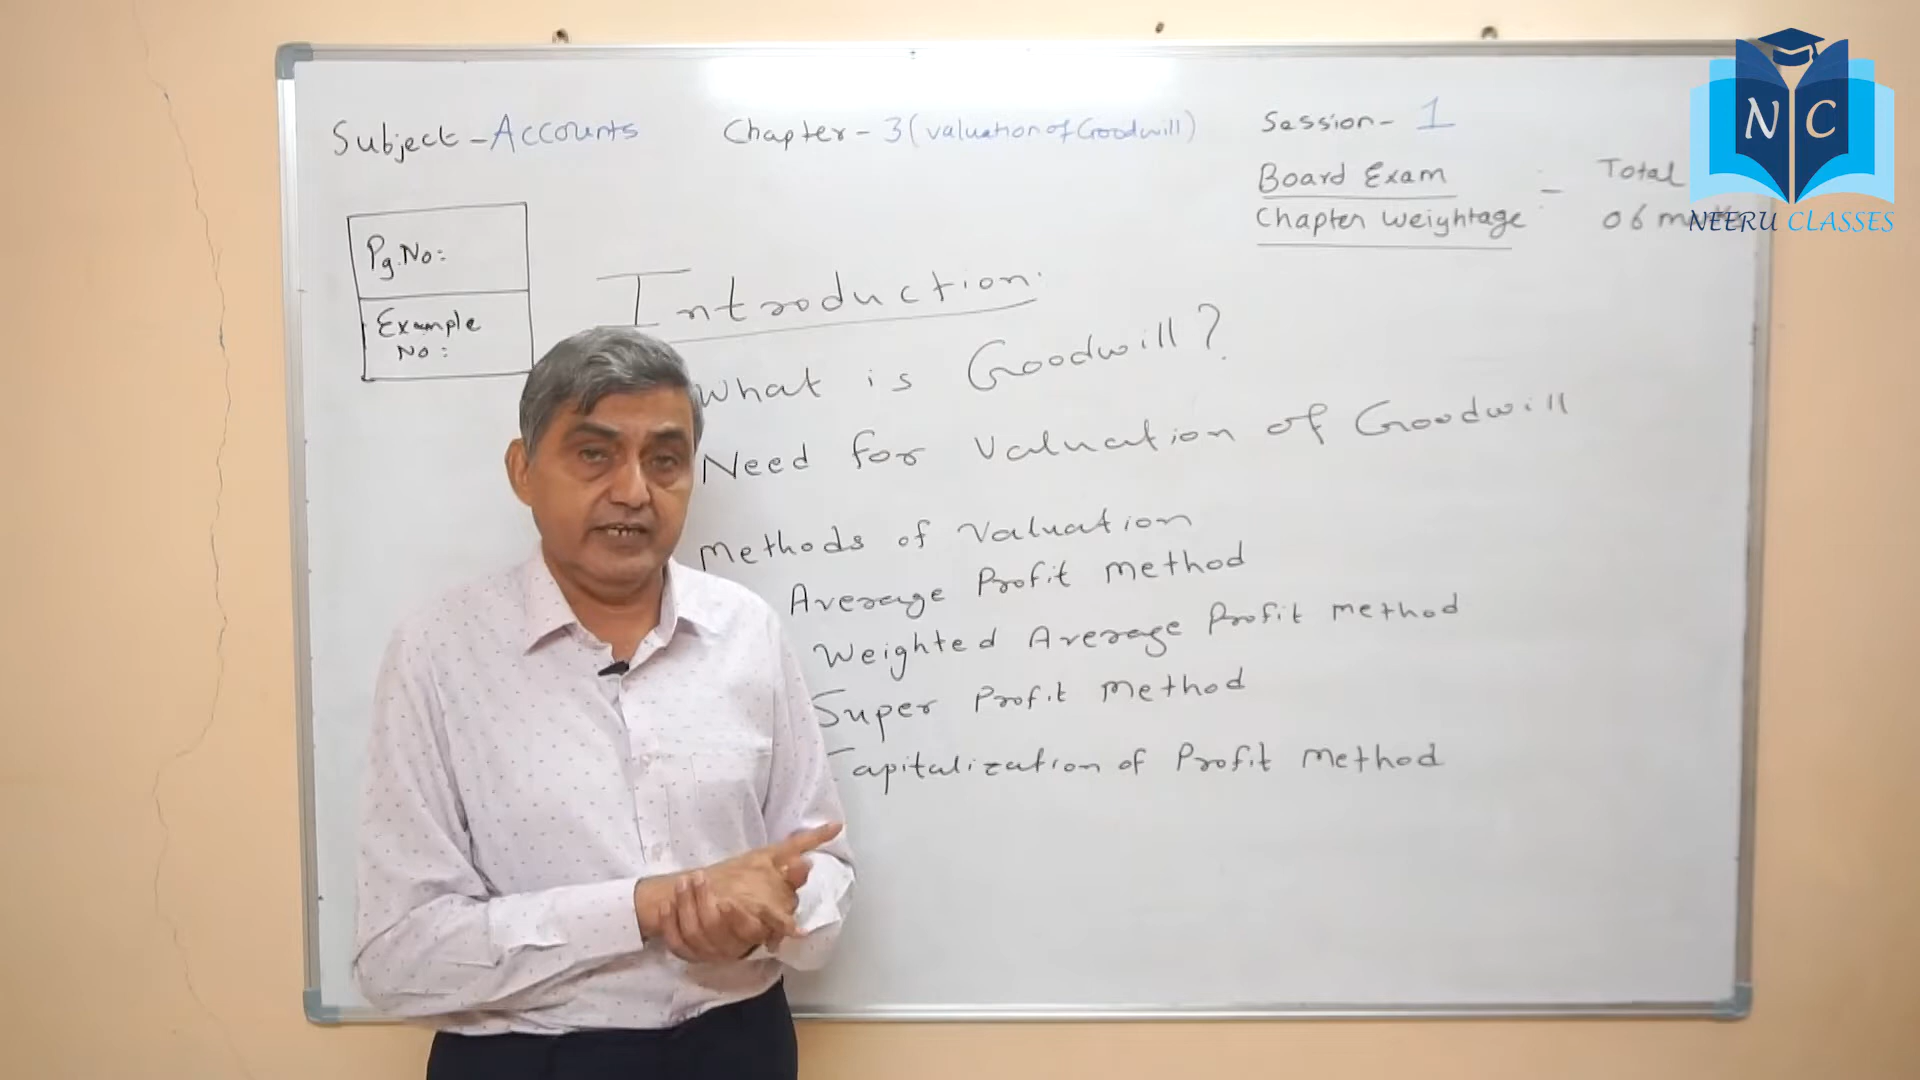 Subject - Accounts
Chapter - 3 (valuation of Goodwill)
Session - 1
Board Exam
Chapter weightage
- Total
06
N C
NEERU CLASSES
Pg.No:
Example
No:
Introduction.
What is Goodwill?
Need for Valuation of Goodwill
Methods of Valuation
Average Profit Method
Weighted Average Profit Method
Super Profit Method
Capitalization of Profit Method